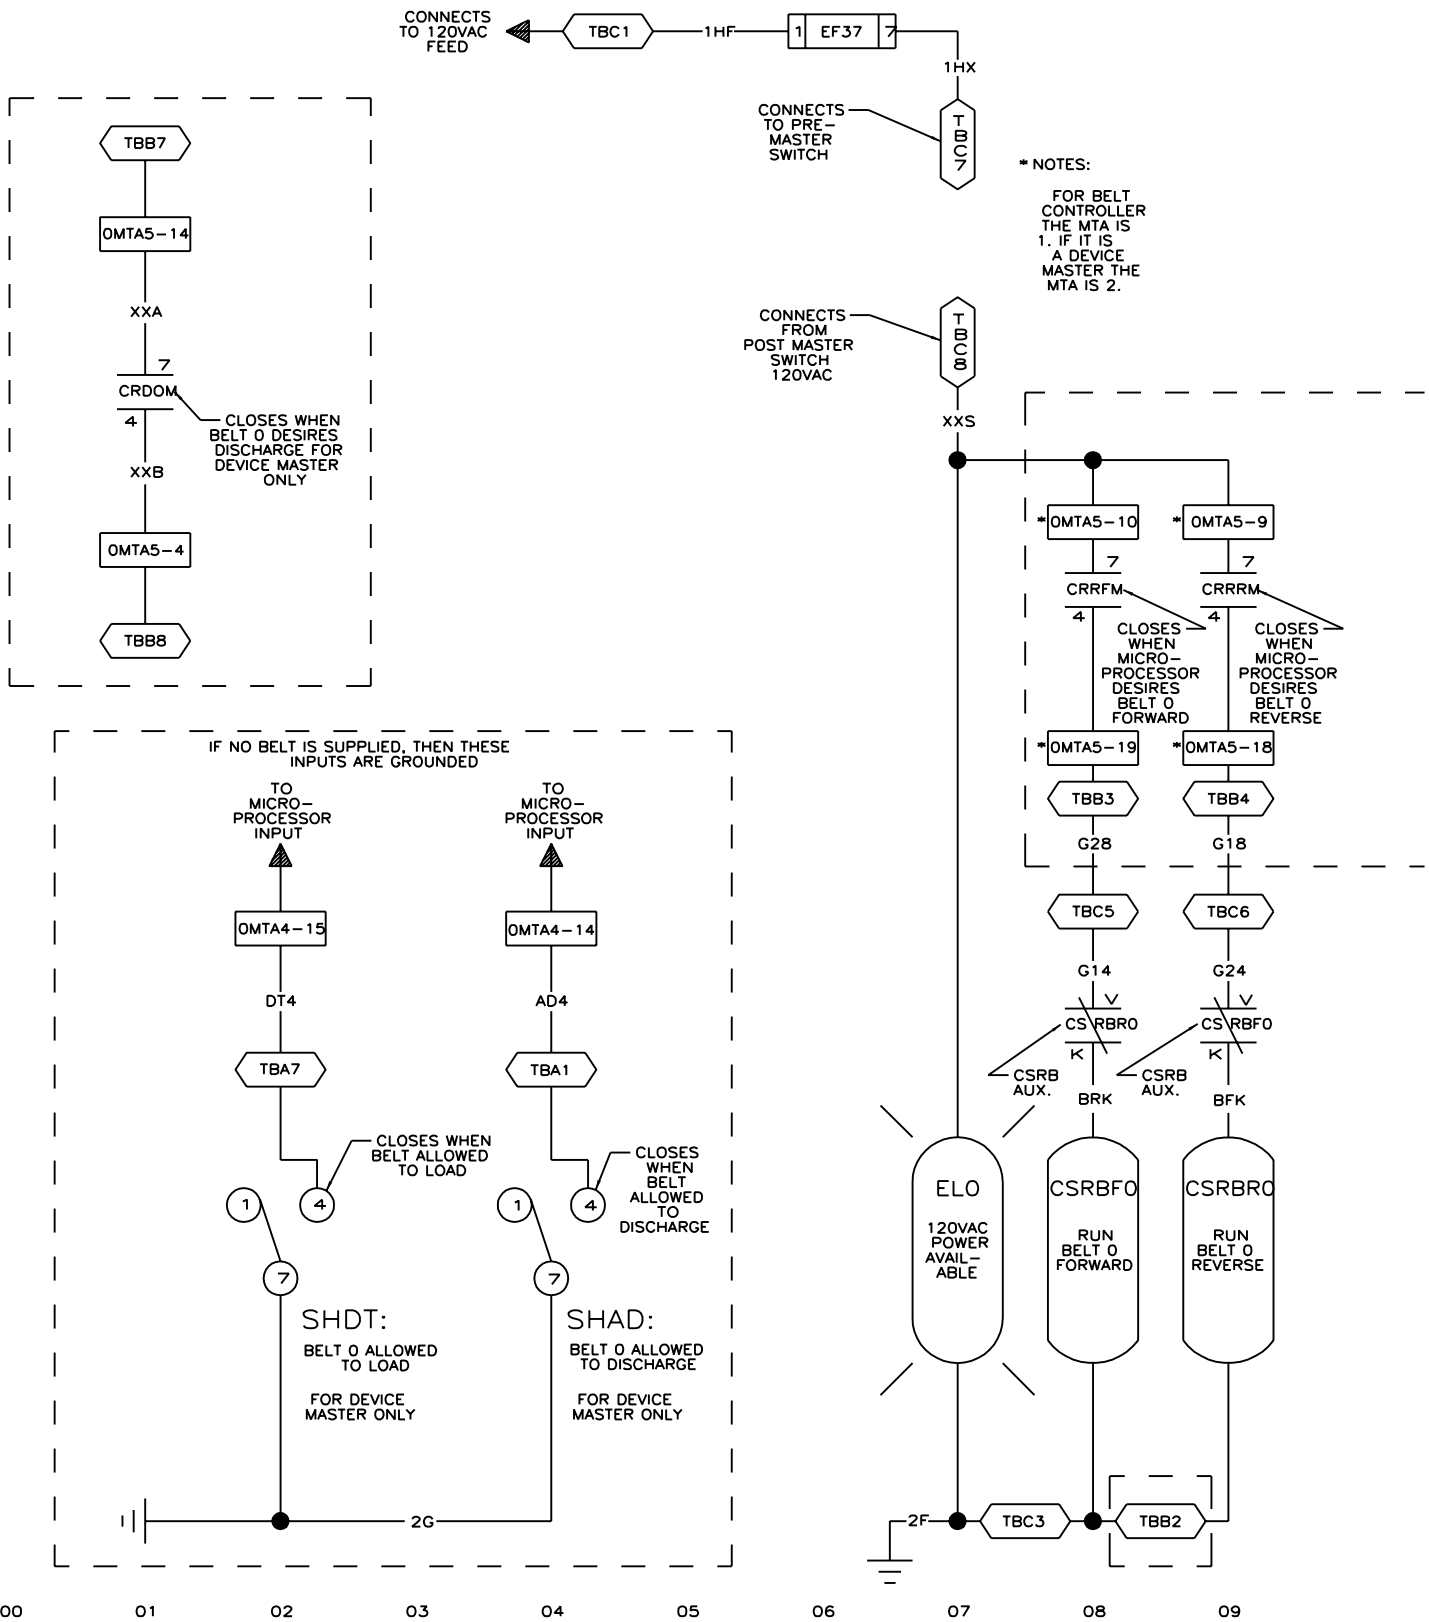 CONNECTS
TO 120VAC
FEED
TBC1
1HF
1
EF37
7
1HX
CONNECTS
TO PRE-
MASTER
SWITCH
TBC7
* NOTES:
FOR BELT
CONTROLLER
THE MTA IS
1. IF IT IS
A DEVICE
MASTER THE
MTA IS 2.
CONNECTS
FROM
POST MASTER
SWITCH
120VAC
TBC8
XXS
TBB7
0MTA5-14
XXA
7
CRDOM
4
CLOSES WHEN
BELT 0 DESIRES
DISCHARGE FOR
DEVICE MASTER
ONLY
XXB
0MTA5-4
TBB8
* 0MTA5-10
7
CRRFM
4
CLOSES
WHEN
MICRO-
PROCESSOR
DESIRES
BELT 0
FORWARD
* 0MTA5-19
TBB3
G28
TBC5
G14
V
CSRBR0
K
CSRB
AUX.
BRK
* 0MTA5-9
7
CRRRM
4
CLOSES
WHEN
MICRO-
PROCESSOR
DESIRES
BELT 0
REVERSE
* 0MTA5-18
TBB4
G18
TBC6
G24
V
CSRBF0
K
CSRB
AUX.
BFK
IF NO BELT IS SUPPLIED, THEN THESE
INPUTS ARE GROUNDED
TO
MICRO-
PROCESSOR
INPUT
0MTA4-15
DT4
TBA7
CLOSES WHEN
BELT ALLOWED
TO LOAD
1
4
7
SHDT:
BELT 0 ALLOWED
TO LOAD
FOR DEVICE
MASTER ONLY
TO
MICRO-
PROCESSOR
INPUT
0MTA4-14
AD4
TBA1
CLOSES
WHEN
BELT
ALLOWED
TO
DISCHARGE
1
4
7
SHAD:
BELT 0 ALLOWED
TO DISCHARGE
FOR DEVICE
MASTER ONLY
2G
EL0
120VAC
POWER
AVAIL-
ABLE
CSRBF0
RUN
BELT 0
FORWARD
CSRBR0
RUN
BELT 0
REVERSE
2F
TBC3
TBB2
00 01 02 03 04 05 06 07 08 09